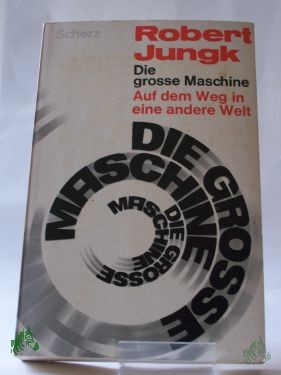 Scherz
Robert
Jungk
Die
grosse Maschine
Auf dem Weg in
eine andere Welt
DIE GROSSE
MASCHINE
DIE GROSSE
MASCHINE